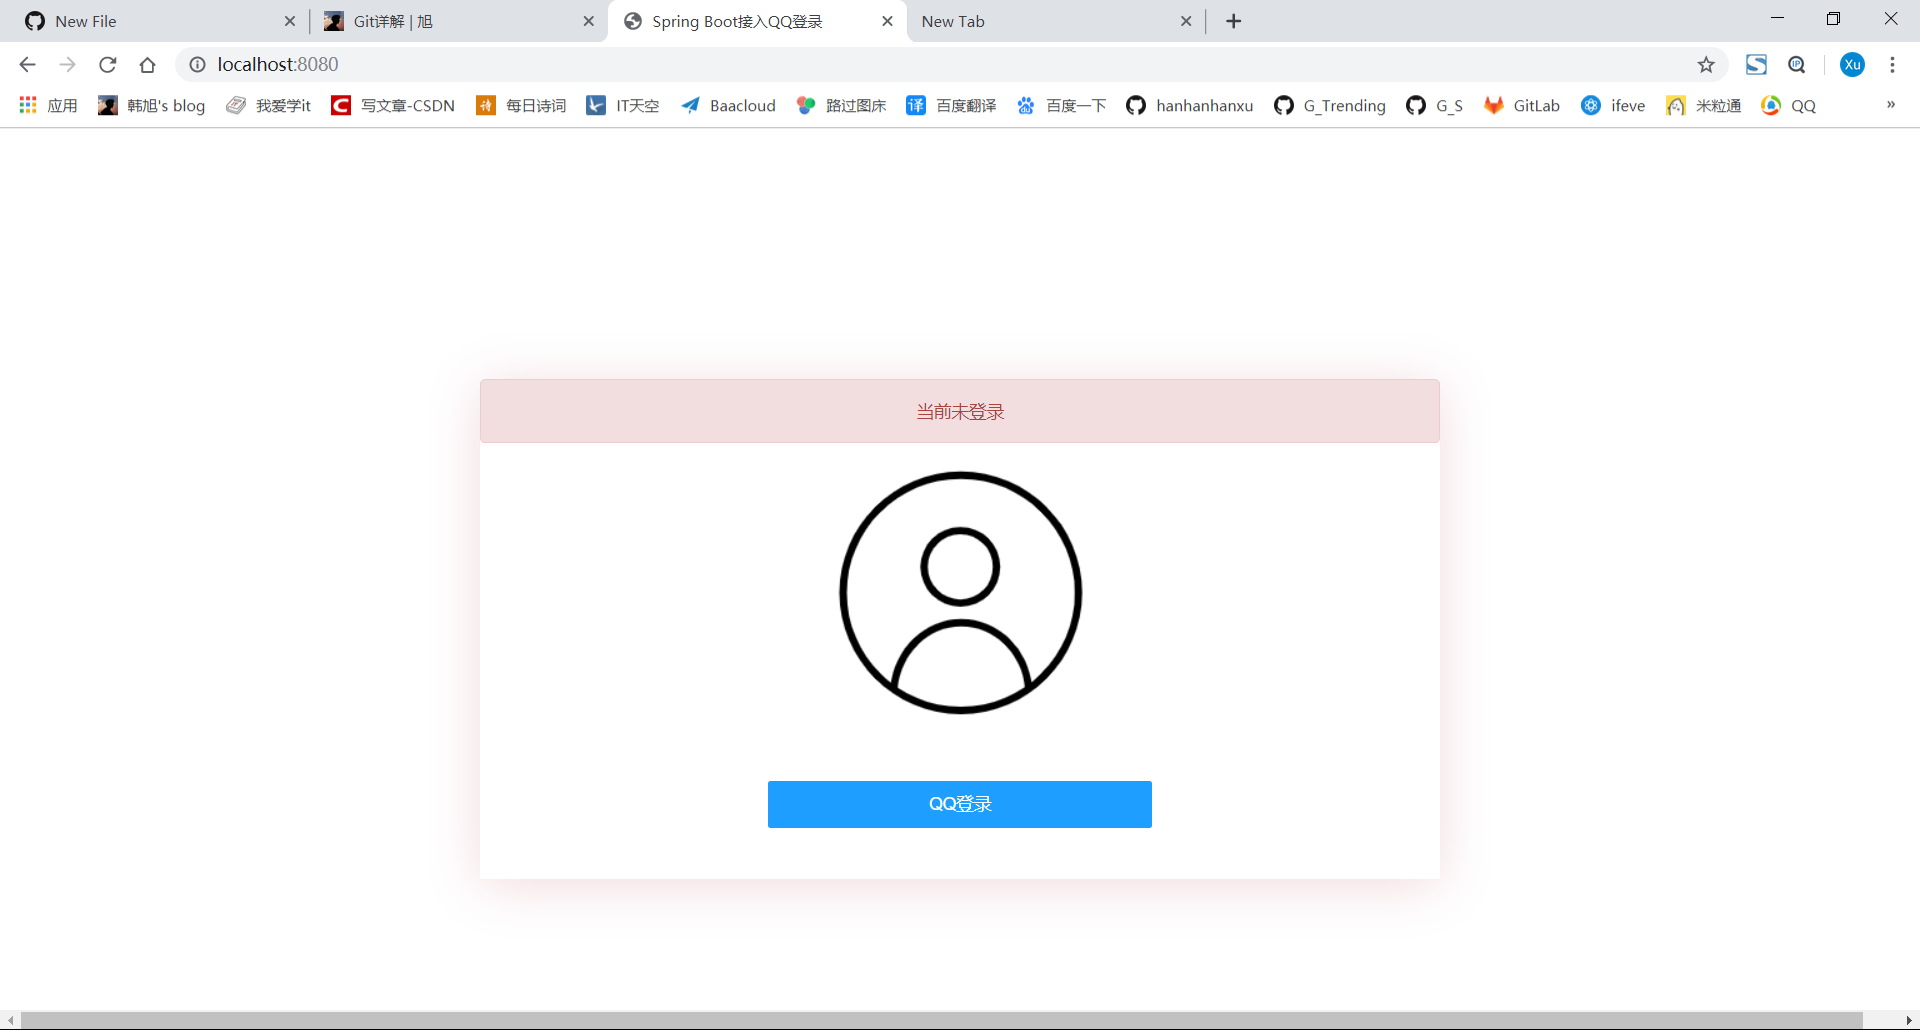 New File
Git详解 | 旭
Spring Boot接入QQ登录
New Tab
localhost:8080
Xu
应用
韩旭's blog
我爱学it
写文章-CSDN
每日诗词
IT天空
Baacloud
路过图床
百度翻译
百度一下
hanhanhanxu
G_Trending
G_S
GitLab
ifeve
米粒通
QQ
当前未登录
QQ登录